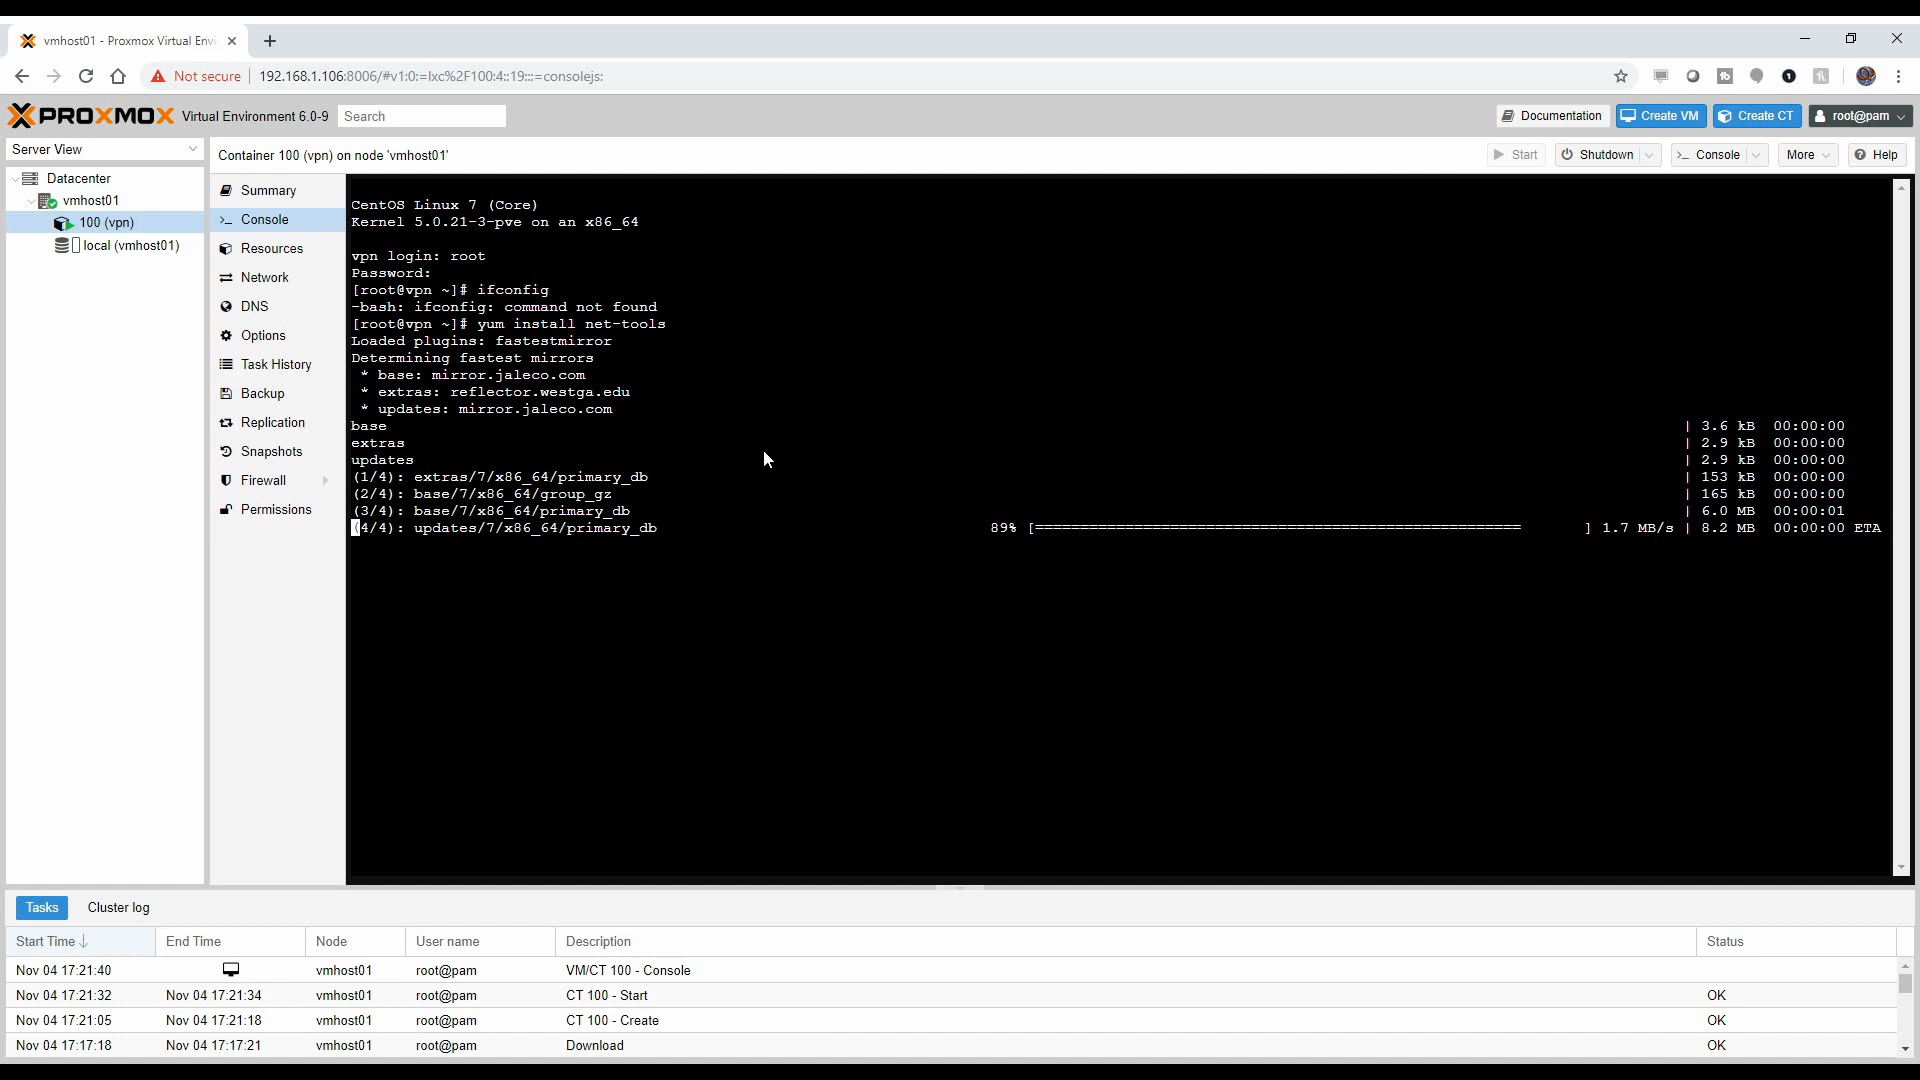 vmhost01 - Proxmox Virtual Envi
Not secure
192.168.1.106:8006/#v1:0:=lxc%2F100:4::19:::=consolejs:
PROXMOX Virtual Environment 6.0-9 Search
Documentation Create VM Create CT root@pam
Server View
Container 100 (vpn) on node 'vmhost01'
Start Shutdown Console More Help
Datacenter
vmhost01
100 (vpn)
local (vmhost01)
Summary
Console
Resources
Network
DNS
Options
Task History
Backup
Replication
Snapshots
Firewall
Permissions
CentOS Linux 7 (Core)
Kernel 5.0.21-3-pve on an x86_64
vpn login: root
Password:
[root@vpn ~]# ifconfig
-bash: ifconfig: command not found
[root@vpn ~]# yum install net-tools
Loaded plugins: fastestmirror
Determining fastest mirrors
* base: mirror.jaleco.com
* extras: reflector.westga.edu
* updates: mirror.jaleco.com
base | 3.6 kB 00:00:00
extras | 2.9 kB 00:00:00
updates | 2.9 kB 00:00:00
(1/4): extras/7/x86_64/primary_db | 153 kB 00:00:00
(2/4): base/7/x86_64/group_gz | 165 kB 00:00:00
(3/4): base/7/x86_64/primary_db | 6.0 MB 00:00:01
(4/4): updates/7/x86_64/primary_db 89% [====================================================== ] 1.7 MB/s | 8.2 MB 00:00:00 ETA
Tasks Cluster log
Start Time End Time Node User name Description Status
Nov 04 17:21:40 vmhost01 root@pam VM/CT 100 - Console
Nov 04 17:21:32 Nov 04 17:21:34 vmhost01 root@pam CT 100 - Start OK
Nov 04 17:21:05 Nov 04 17:21:18 vmhost01 root@pam CT 100 - Create OK
Nov 04 17:17:18 Nov 04 17:17:21 vmhost01 root@pam Download OK